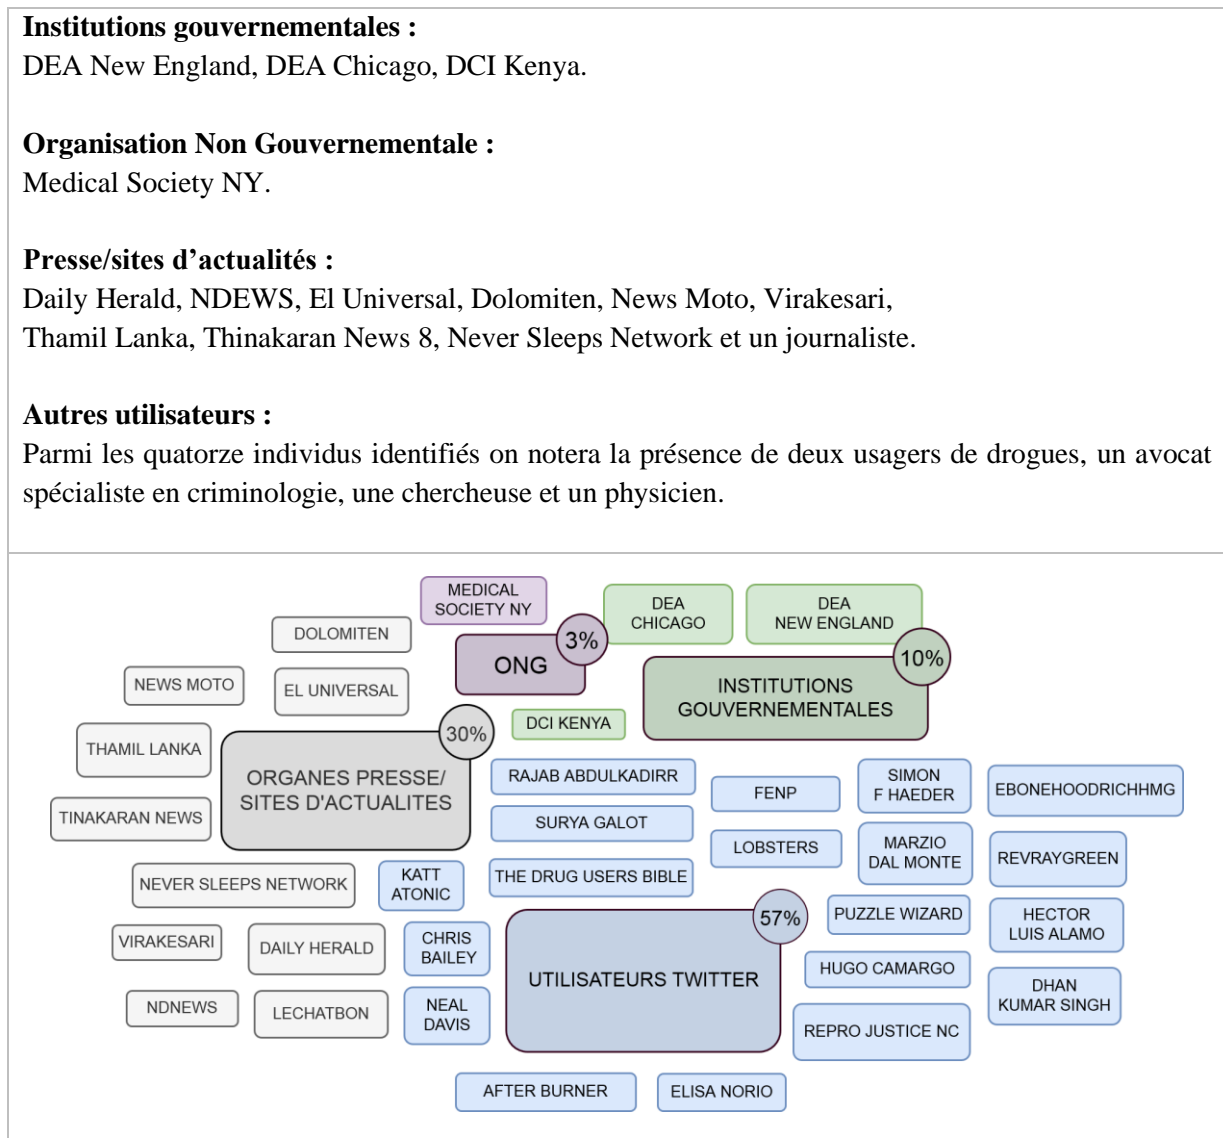 Institutions gouvernementales :
DEA New England, DEA Chicago, DCI Kenya.
Organisation Non Gouvernementale :
Medical Society NY.
Presse/sites d’actualités :
Daily Herald, NDEWS, El Universal, Dolomiten, News Moto, Virakesari,
Thamil Lanka, Thinakaran News 8, Never Sleeps Network et un journaliste.
Autres utilisateurs :
Parmi les quatorze individus identifiés on notera la présence de deux usagers de drogues, un avocat
spécialiste en criminologie, une chercheuse et un physicien.
MEDICAL
SOCIETY NY
DEA
CHICAGO
DEA
NEW ENGLAND
DOLOMITEN
3%
ONG
10%
INSTITUTIONS
GOUVERNEMENTALES
NEWS MOTO
EL UNIVERSAL
DCI KENYA
30%
THAMIL LANKA
ORGANES PRESSE/
SITES D'ACTUALITES
TINAKARAN NEWS
RAJAB ABDULKADIRR
FENP
SIMON
F HAEDER
EBONEHOODRICHHMG
SURYA GALOT
LOBSTERS
MARZIO
DAL MONTE
REVRAYGREEN
NEVER SLEEPS NETWORK
KATT
ATONIC
THE DRUG USERS BIBLE
57%
UTILISATEURS TWITTER
PUZZLE WIZARD
HECTOR
LUIS ALAMO
VIRAKESARI
DAILY HERALD
CHRIS
BAILEY
HUGO CAMARGO
DHAN
KUMAR SINGH
NDNEWS
LECHATBON
NEAL
DAVIS
REPRO JUSTICE NC
AFTER BURNER
ELISA NORIO